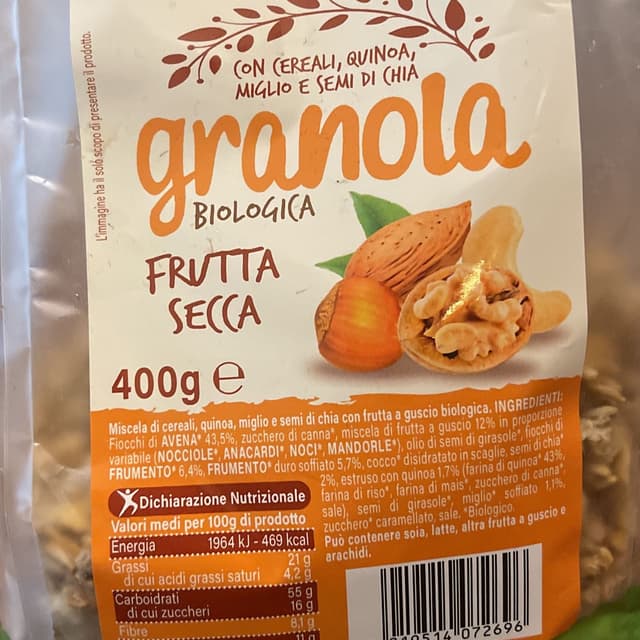 L'immagine ha il solo scopo di presentare il prodotto.
CON CEREALI, QUINOA,
MIGLIO E SEMI DI CHIA
granola
BIOLOGICA
FRUTTA
SECCA
400g e
Miscela di cereali, quinoa, miglio e semi di chia con frutta a guscio biologica. INGREDIENTI:
Fiocchi di AVENA* 43,5%, zucchero di canna*, miscela di frutta a guscio 12% in proporzione
variabile (NOCCIOLE*, ANACARDI*, NOCI*, MANDORLE*), olio di semi di girasole*, fiocchi di
FRUMENTO* 6,4%, FRUMENTO* duro soffiato 5,7%, cocco* disidratato in scaglie, semi di chia*
2%, estruso con quinoa 1.7% (farina di quinoa* 43%,
farina di riso*, farina di mais*, zucchero di canna*,
sale), semi di girasole*, miglio* soffiato 1,1%,
zucchero* caramellato, sale. *Biologico.
Può contenere soia, latte, altra frutta a guscio e
arachidi.
Dichiarazione Nutrizionale
Valori medi per 100g di prodotto
Energia 1964 kJ - 469 kcal
Grassi 21 g
di cui acidi grassi saturi 4,2 g
Carboidrati 55 g
di cui zuccheri 16 g
Fibre 8,1 g
11 g
072696